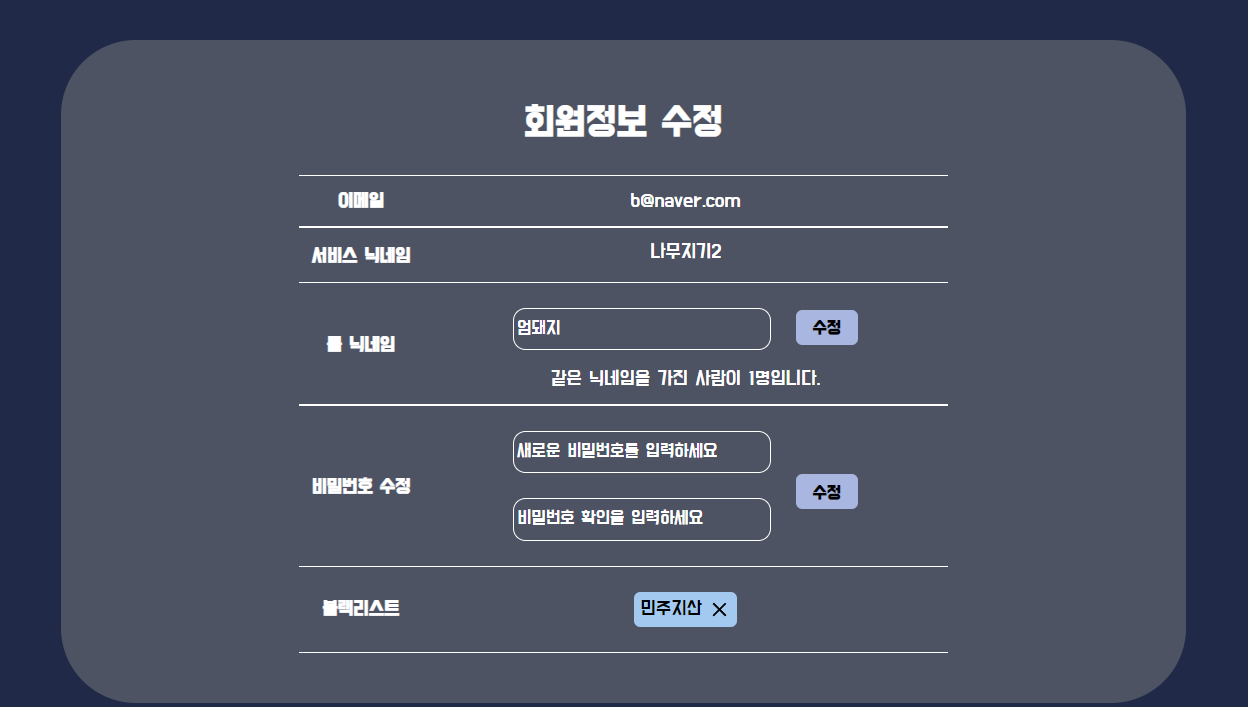 회원정보 수정
이메일 b@naver.com
서비스 닉네임 나무지기2
롤 닉네임 엄돼지 수정
같은 닉네임을 가진 사람이 1명입니다.
새로운 비밀번호를 입력하세요
비밀번호 수정 수정
비밀번호 확인을 입력하세요
블랙리스트 민주지산